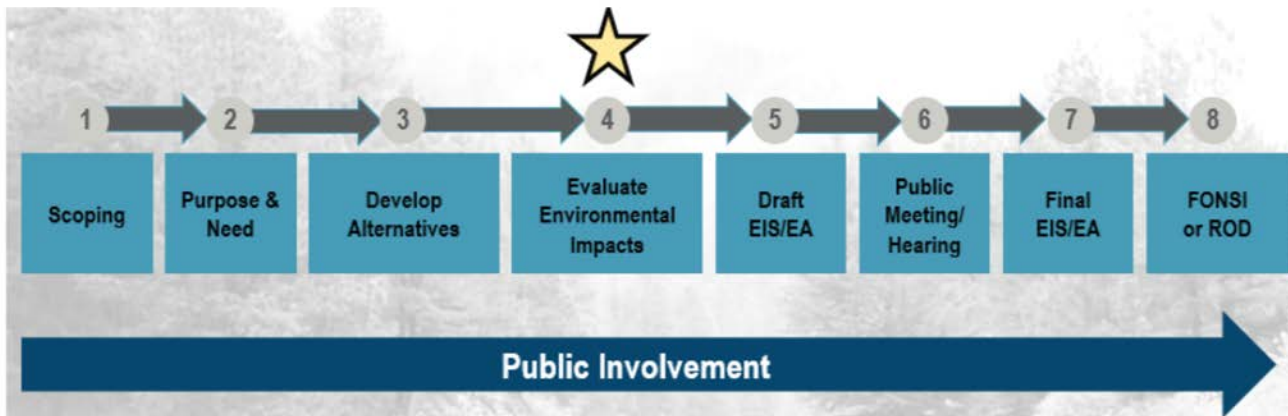 1
2
3
4
5
6
7
8
Scoping
Purpose &
Need
Develop
Alternatives
Evaluate
Environmental
Impacts
Draft
EIS/EA
Public
Meeting/
Hearing
Final
EIS/EA
FONSI
or ROD
Public Involvement